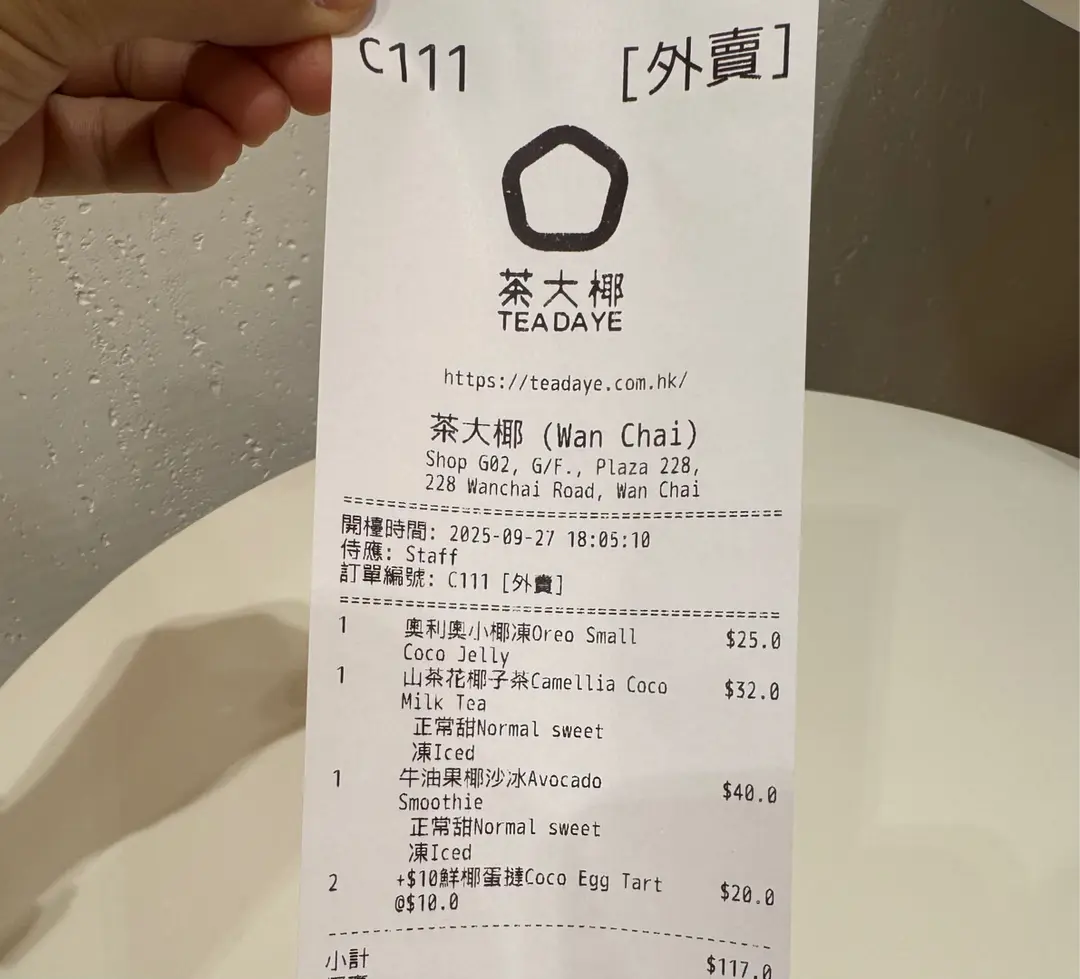 C111 [外賣]
茶大椰
TEADAYE
https://teadaye.com.hk/
茶大椰 (Wan Chai)
Shop G02, G/F., Plaza 228,
228 Wanchai Road, Wan Chai
開檯時間: 2025-09-27 18:05:10
侍應: Staff
訂單編號: C111 [外賣]
1 奧利奧小椰凍Oreo Small $25.0
Coco Jelly
1 山茶花椰子茶Camellia Coco $32.0
Milk Tea
正常甜Normal sweet
凍Iced
1 牛油果椰沙冰Avocado $40.0
Smoothie
正常甜Normal sweet
凍Iced
2 +$10鮮椰蛋撻Coco Egg Tart $20.0
@$10.0
小計 $117.0